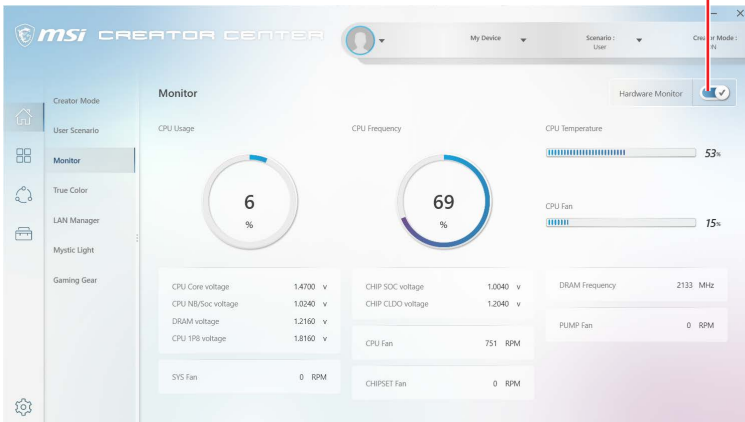 msi CREATOR CENTER
My Device
Scenario :
User
Creator Mode :
Creator Mode
User Scenario
Monitor
True Color
LAN Manager
Mystic Light
Gaming Gear
Monitor
Hardware Monitor
CPU Usage
6
%
CPU Frequency
69
%
CPU Temperature
53%
CPU Fan
15%
CPU Core voltage 1.4700 v
CPU NB/Soc voltage 1.0240 v
DRAM voltage 1.2160 v
CPU 1P8 voltage 1.8160 v
SYS Fan 0 RPM
CHIP SOC voltage 1.0040 v
CHIP CLDO voltage 1.2040 v
CPU Fan 751 RPM
CHIPSET Fan 0 RPM
DRAM Frequency 2133 MHz
PUMP Fan 0 RPM